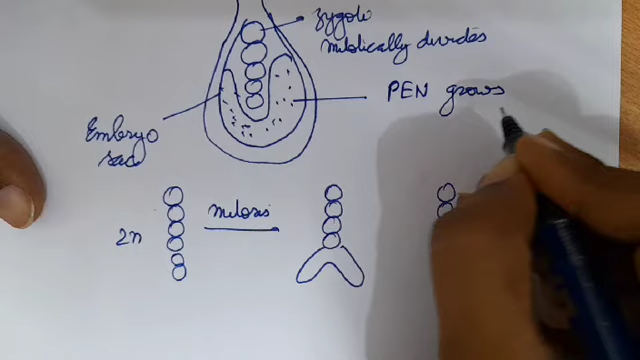 Zygote
mitotically divides
PEN grows
Embryo
sac
2n
mitosis